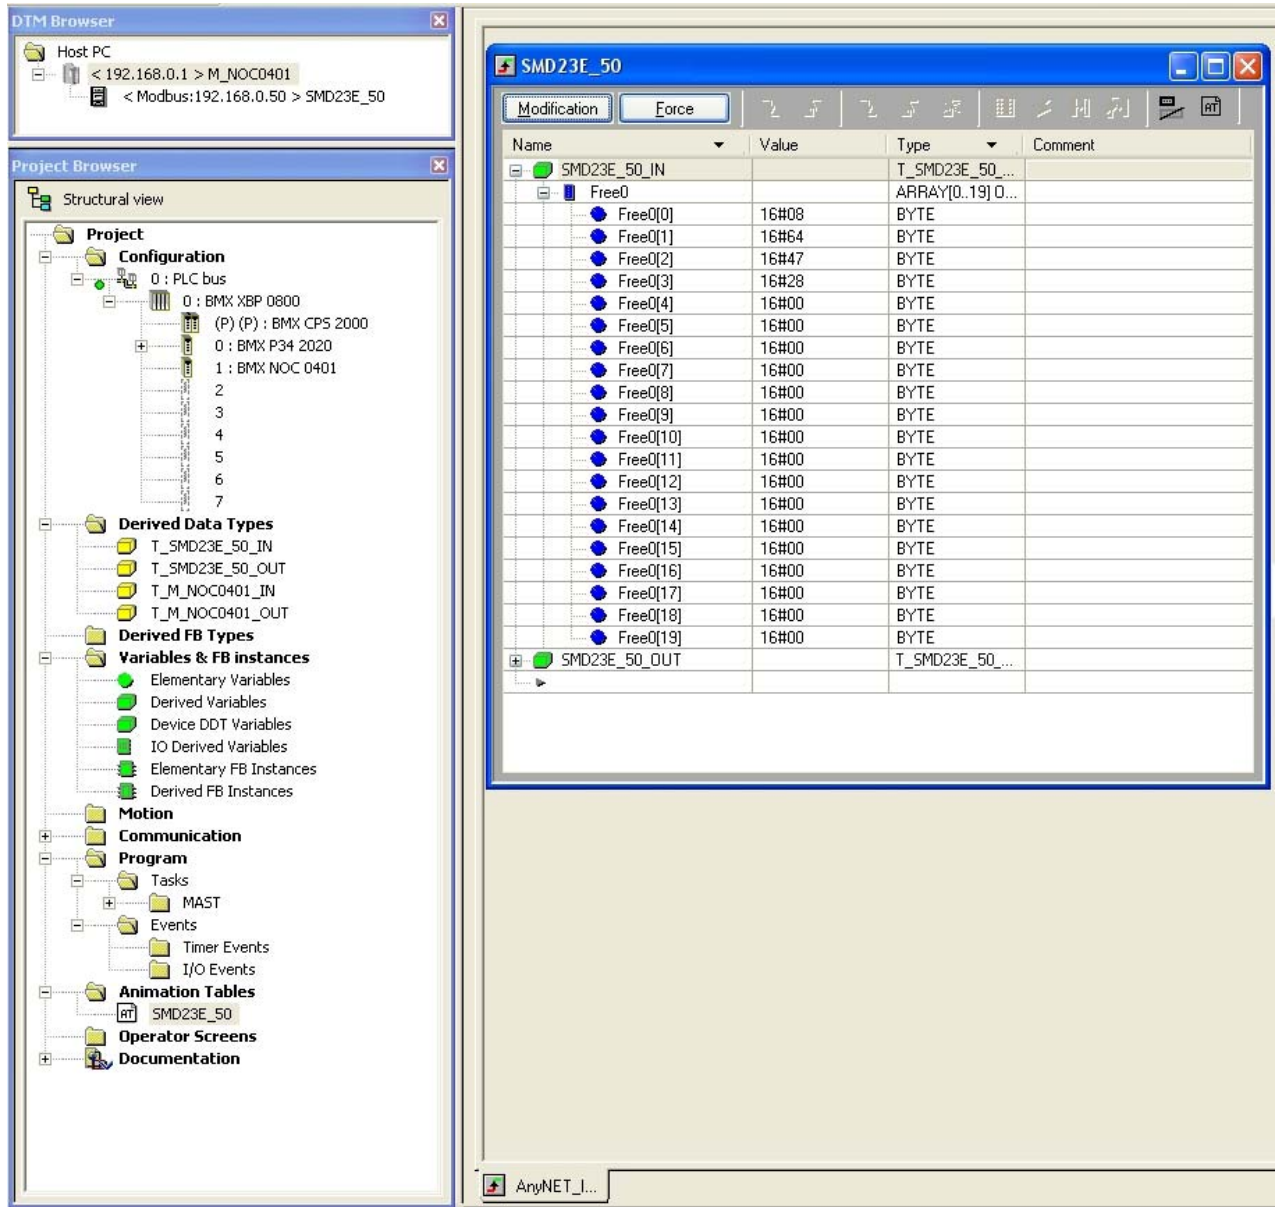 DTM Browser
Host PC
< 192.168.0.1 > M_NOC0401
< Modbus:192.168.0.50 > SMD23E_50
Project Browser
Structural view
Project
Configuration
0 : PLC bus
0 : BMX XBP 0800
(P) (P) : BMX CPS 2000
0 : BMX P34 2020
1 : BMX NOC 0401
2
3
4
5
6
7
Derived Data Types
T_SMD23E_50_IN
T_SMD23E_50_OUT
T_M_NOC0401_IN
T_M_NOC0401_OUT
Derived FB Types
Variables & FB instances
Elementary Variables
Derived Variables
Device DDT Variables
IO Derived Variables
Elementary FB Instances
Derived FB Instances
Motion
Communication
Program
Tasks
MAST
Events
Timer Events
I/O Events
Animation Tables
SMD23E_50
Operator Screens
Documentation
SMD23E_50
Modification Force
Name Value Type Comment
SMD23E_50_IN T_SMD23E_50_...
Free0 ARRAY[0..19] O...
Free0[0] 16#08 BYTE
Free0[1] 16#64 BYTE
Free0[2] 16#47 BYTE
Free0[3] 16#28 BYTE
Free0[4] 16#00 BYTE
Free0[5] 16#00 BYTE
Free0[6] 16#00 BYTE
Free0[7] 16#00 BYTE
Free0[8] 16#00 BYTE
Free0[9] 16#00 BYTE
Free0[10] 16#00 BYTE
Free0[11] 16#00 BYTE
Free0[12] 16#00 BYTE
Free0[13] 16#00 BYTE
Free0[14] 16#00 BYTE
Free0[15] 16#00 BYTE
Free0[16] 16#00 BYTE
Free0[17] 16#00 BYTE
Free0[18] 16#00 BYTE
Free0[19] 16#00 BYTE
SMD23E_50_OUT T_SMD23E_50_...
AnyNET_I...